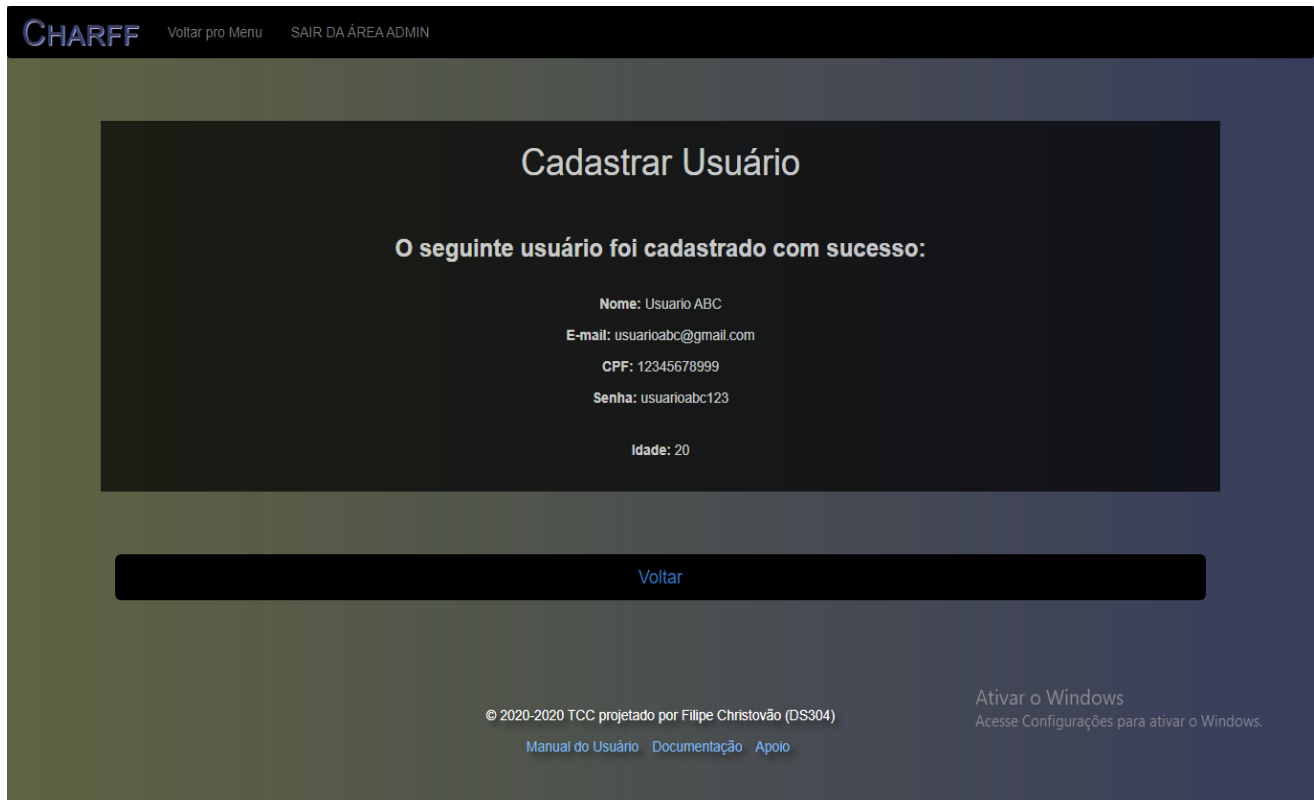 CHARFF Voltar pro Menu SAIR DA ÁREA ADMIN
Cadastrar Usuário
O seguinte usuário foi cadastrado com sucesso:
Nome: Usuario ABC
E-mail: usuarioabc@gmail.com
CPF: 12345678999
Senha: usuarioabc123
Idade: 20
Voltar
© 2020-2020 TCC projetado por Filipe Christovão (DS304)
Manual do Usuário Documentação Apoio
Ativar o Windows
Acesse Configurações para ativar o Windows.